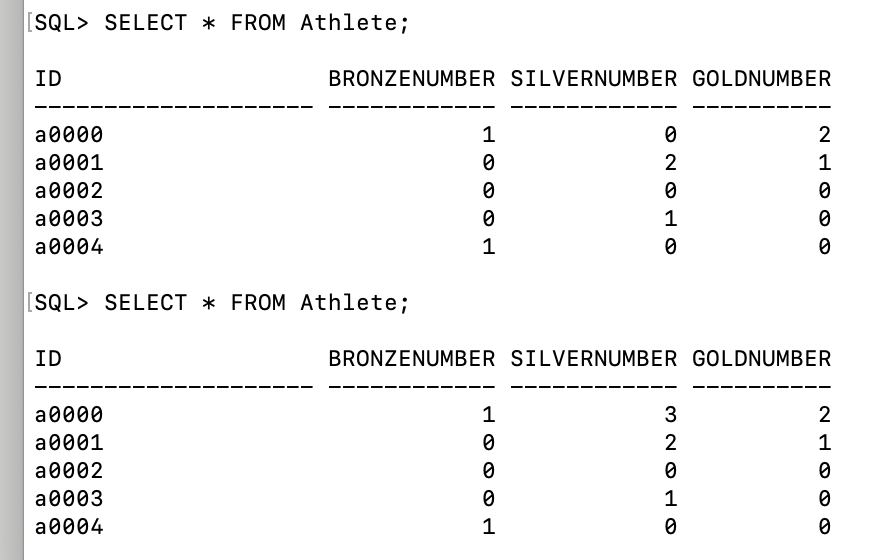 [SQL> SELECT * FROM Athlete;
ID BRONZENUMBER SILVERNUMBER GOLDNUMBER
-------------------- ------------ ------------ ----------
a0000 1 0 2
a0001 0 2 1
a0002 0 0 0
a0003 0 1 0
a0004 1 0 0
[SQL> SELECT * FROM Athlete;
ID BRONZENUMBER SILVERNUMBER GOLDNUMBER
-------------------- ------------ ------------ ----------
a0000 1 3 2
a0001 0 2 1
a0002 0 0 0
a0003 0 1 0
a0004 1 0 0